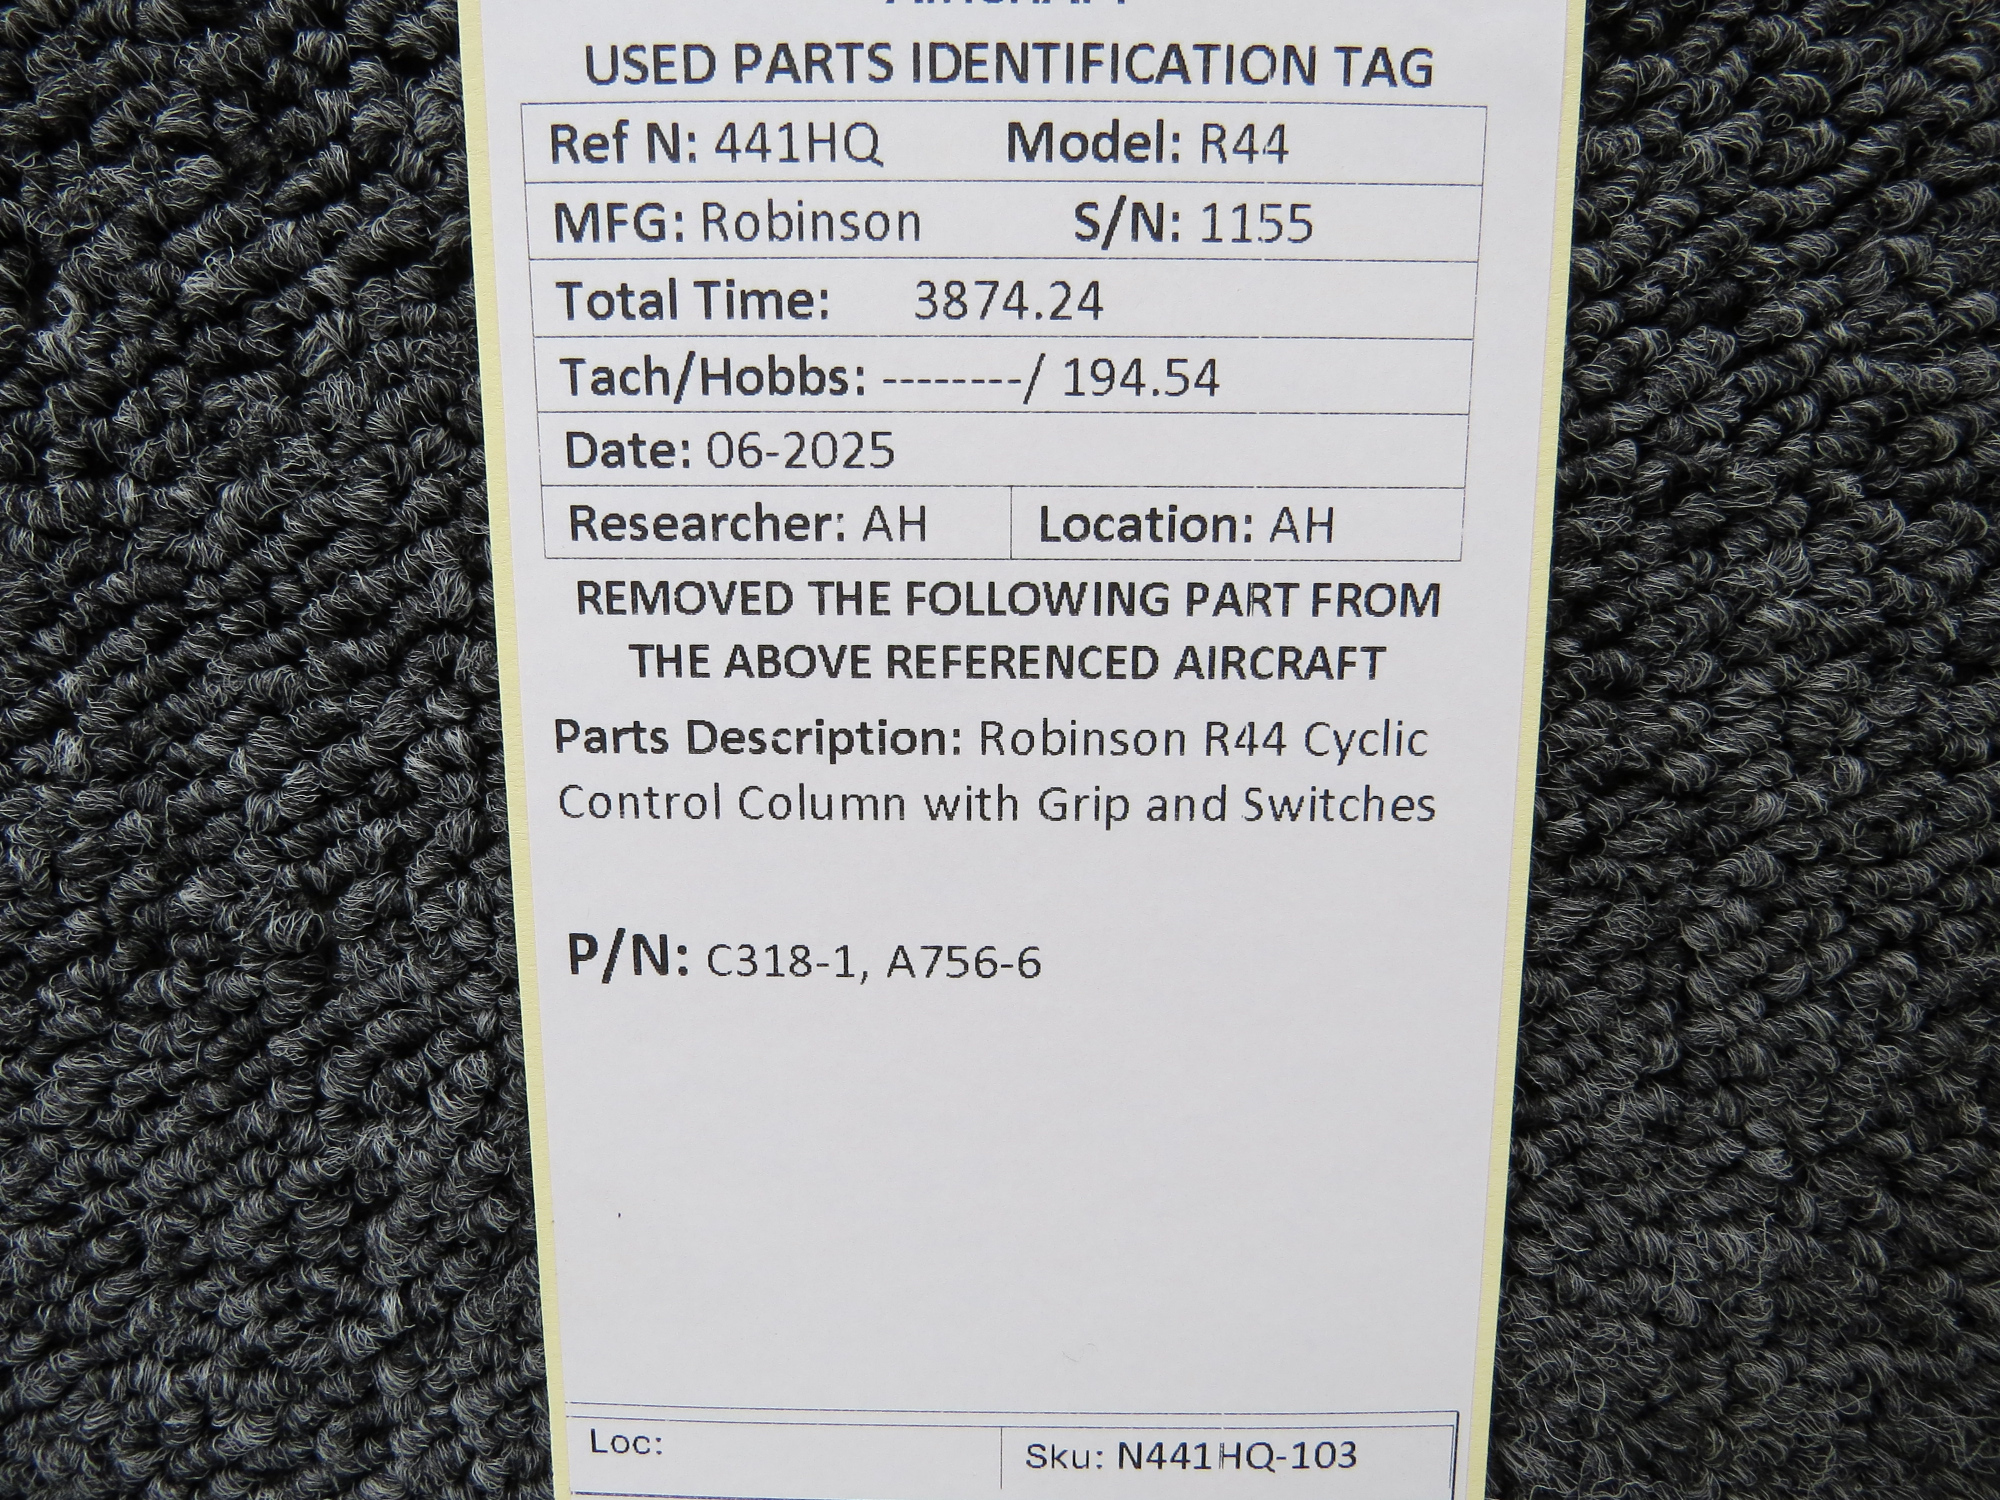 AIRCRAFT
USED PARTS IDENTIFICATION TAG
Ref N: 441HQ Model: R44
MFG: Robinson S/N: 1155
Total Time: 3874.24
Tach/Hobbs: --------/ 194.54
Date: 06-2025
Researcher: AH Location: AH
REMOVED THE FOLLOWING PART FROM
THE ABOVE REFERENCED AIRCRAFT
Parts Description: Robinson R44 Cyclic
Control Column with Grip and Switches
P/N: C318-1, A756-6
Loc: Sku: N441HQ-103